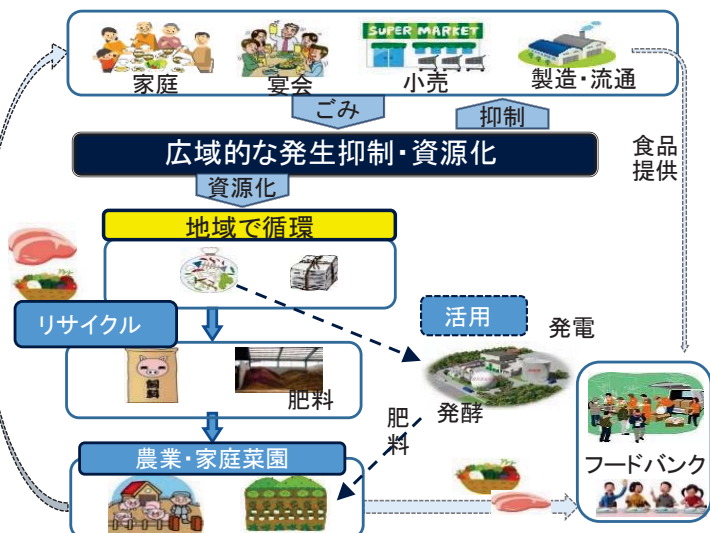 SUPER MARKET
家庭
宴会
小売
製造・流通
ごみ
抑制
広域的な発生抑制・資源化
食品
提供
資源化
地域で循環
リサイクル
活用
発電
飼料
肥料
発酵
肥
料
農業・家庭菜園
フードバンク